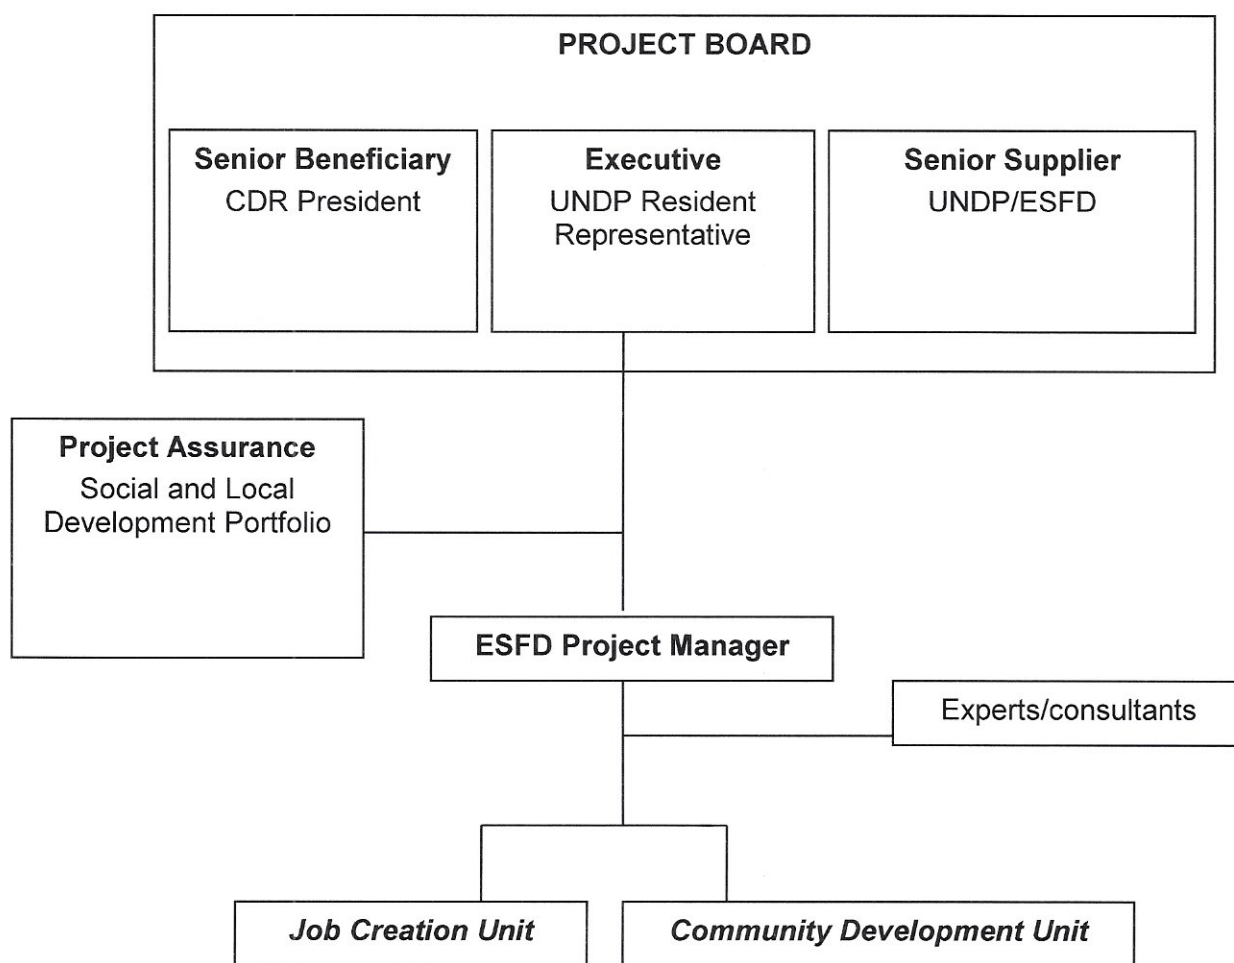 PROJECT BOARD
Senior Beneficiary
CDR President
Executive
UNDP Resident
Representative
Senior Supplier
UNDP/ESFD
Project Assurance
Social and Local
Development Portfolio
ESFD Project Manager
Experts/consultants
Job Creation Unit
Community Development Unit